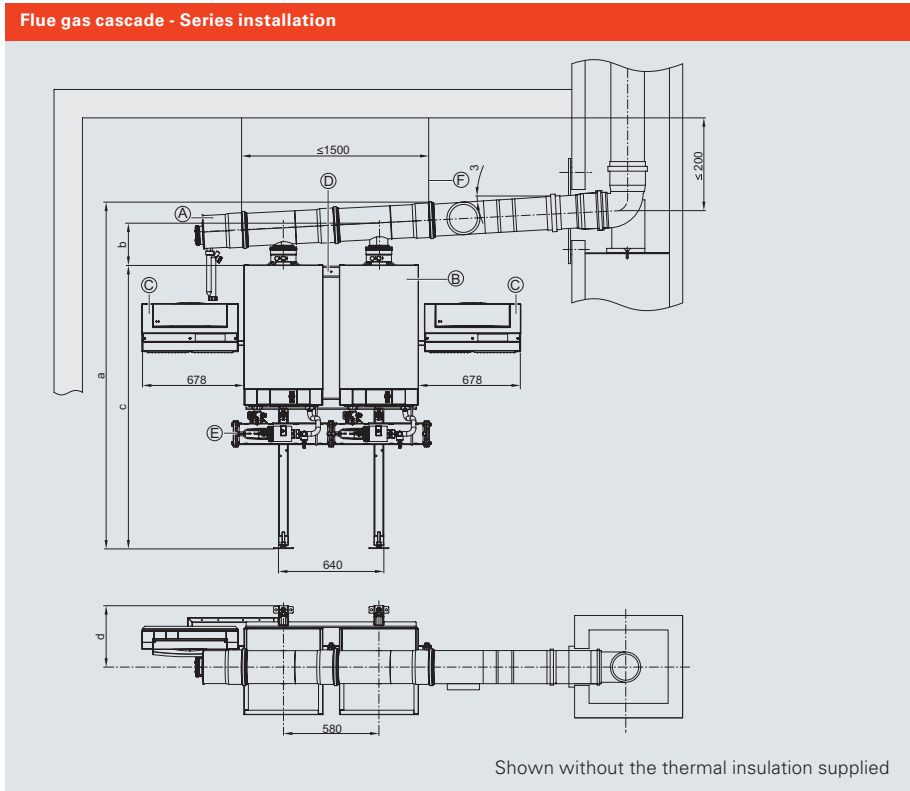 Flue gas cascade - Series installation
≤1500
≤ 200
3
D
F
A
b
B
C
C
678
678
a
c
E
640
d
580
Shown without the thermal insulation supplied